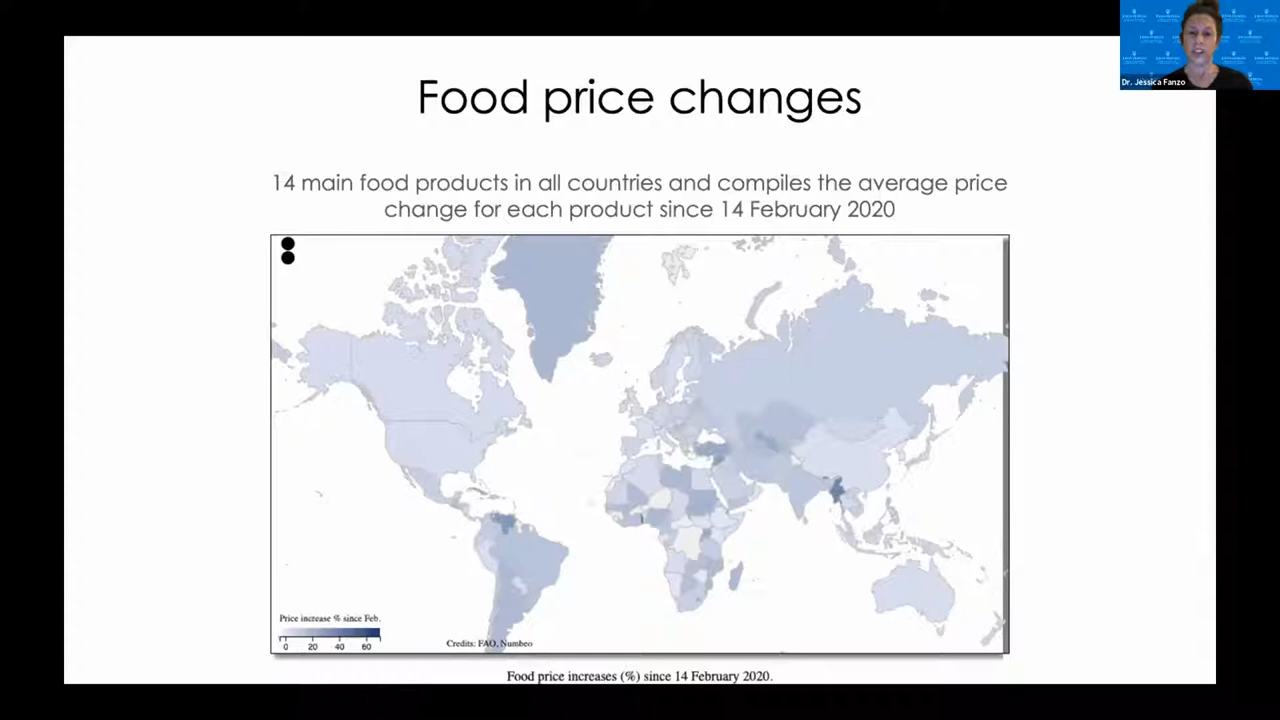 Food price changes
Dr. Jessica Fanzo
14 main food products in all countries and compiles the average price
change for each product since 14 February 2020
Price increase % since Feb.
0 20 40 60
Credits: FAO, Numbeo
Food price increases (%) since 14 February 2020.